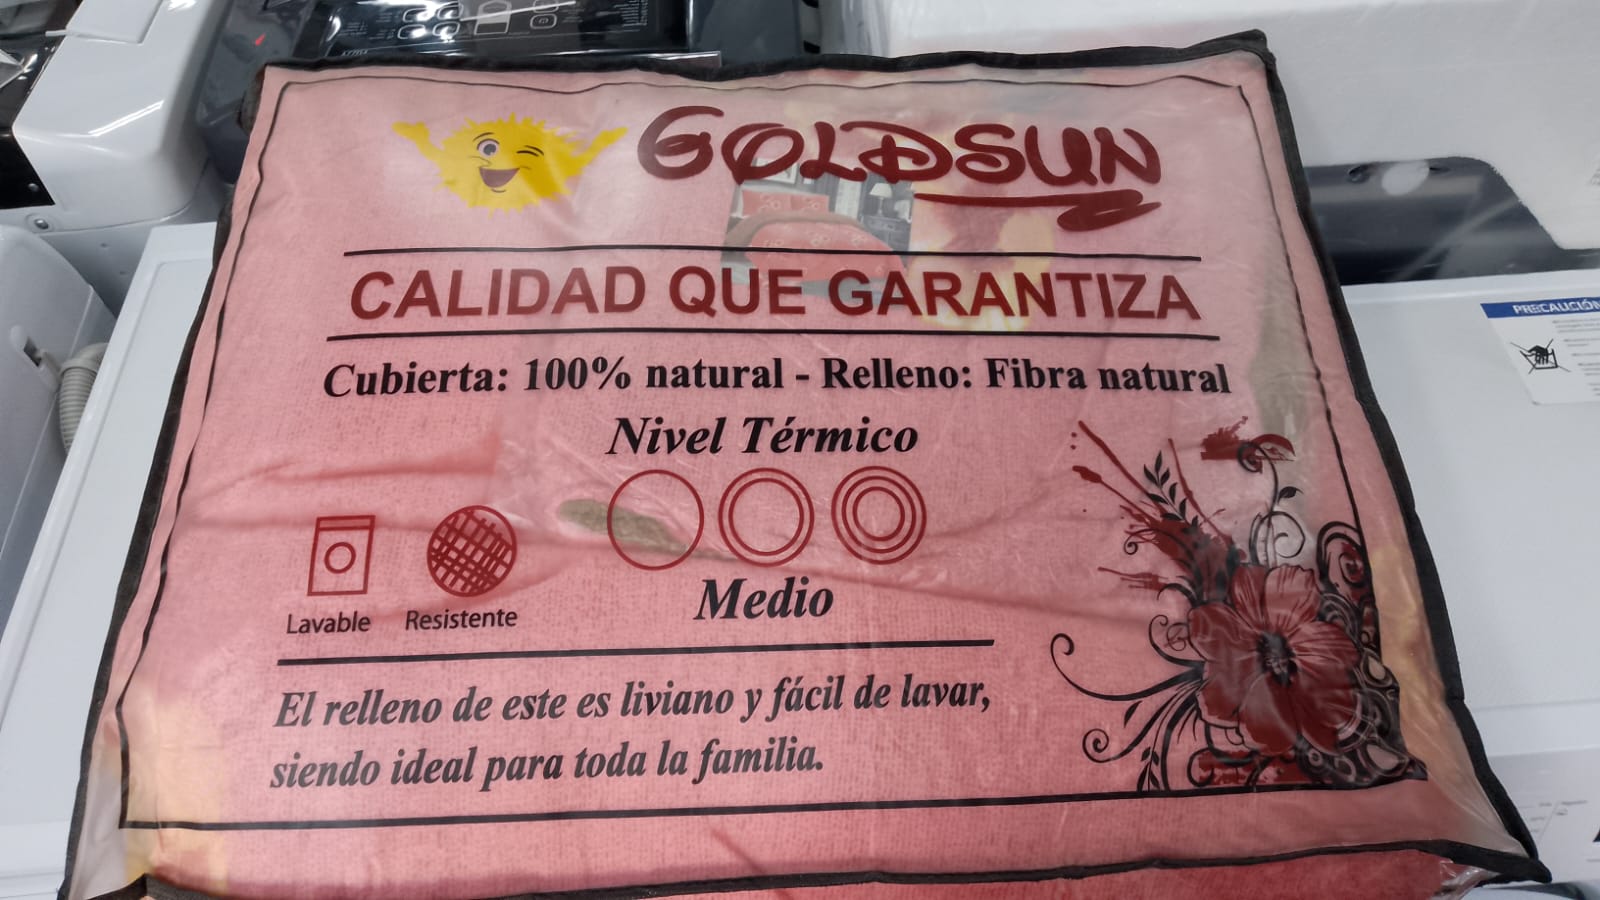 GOLDSUN
CALIDAD QUE GARANTIZA
Cubierta: 100% natural - Relleno: Fibra natural
Nivel Térmico
Lavable Resistente
Medio
El relleno de este es liviano y fácil de lavar,
siendo ideal para toda la familia.
PRECAUCIÓN